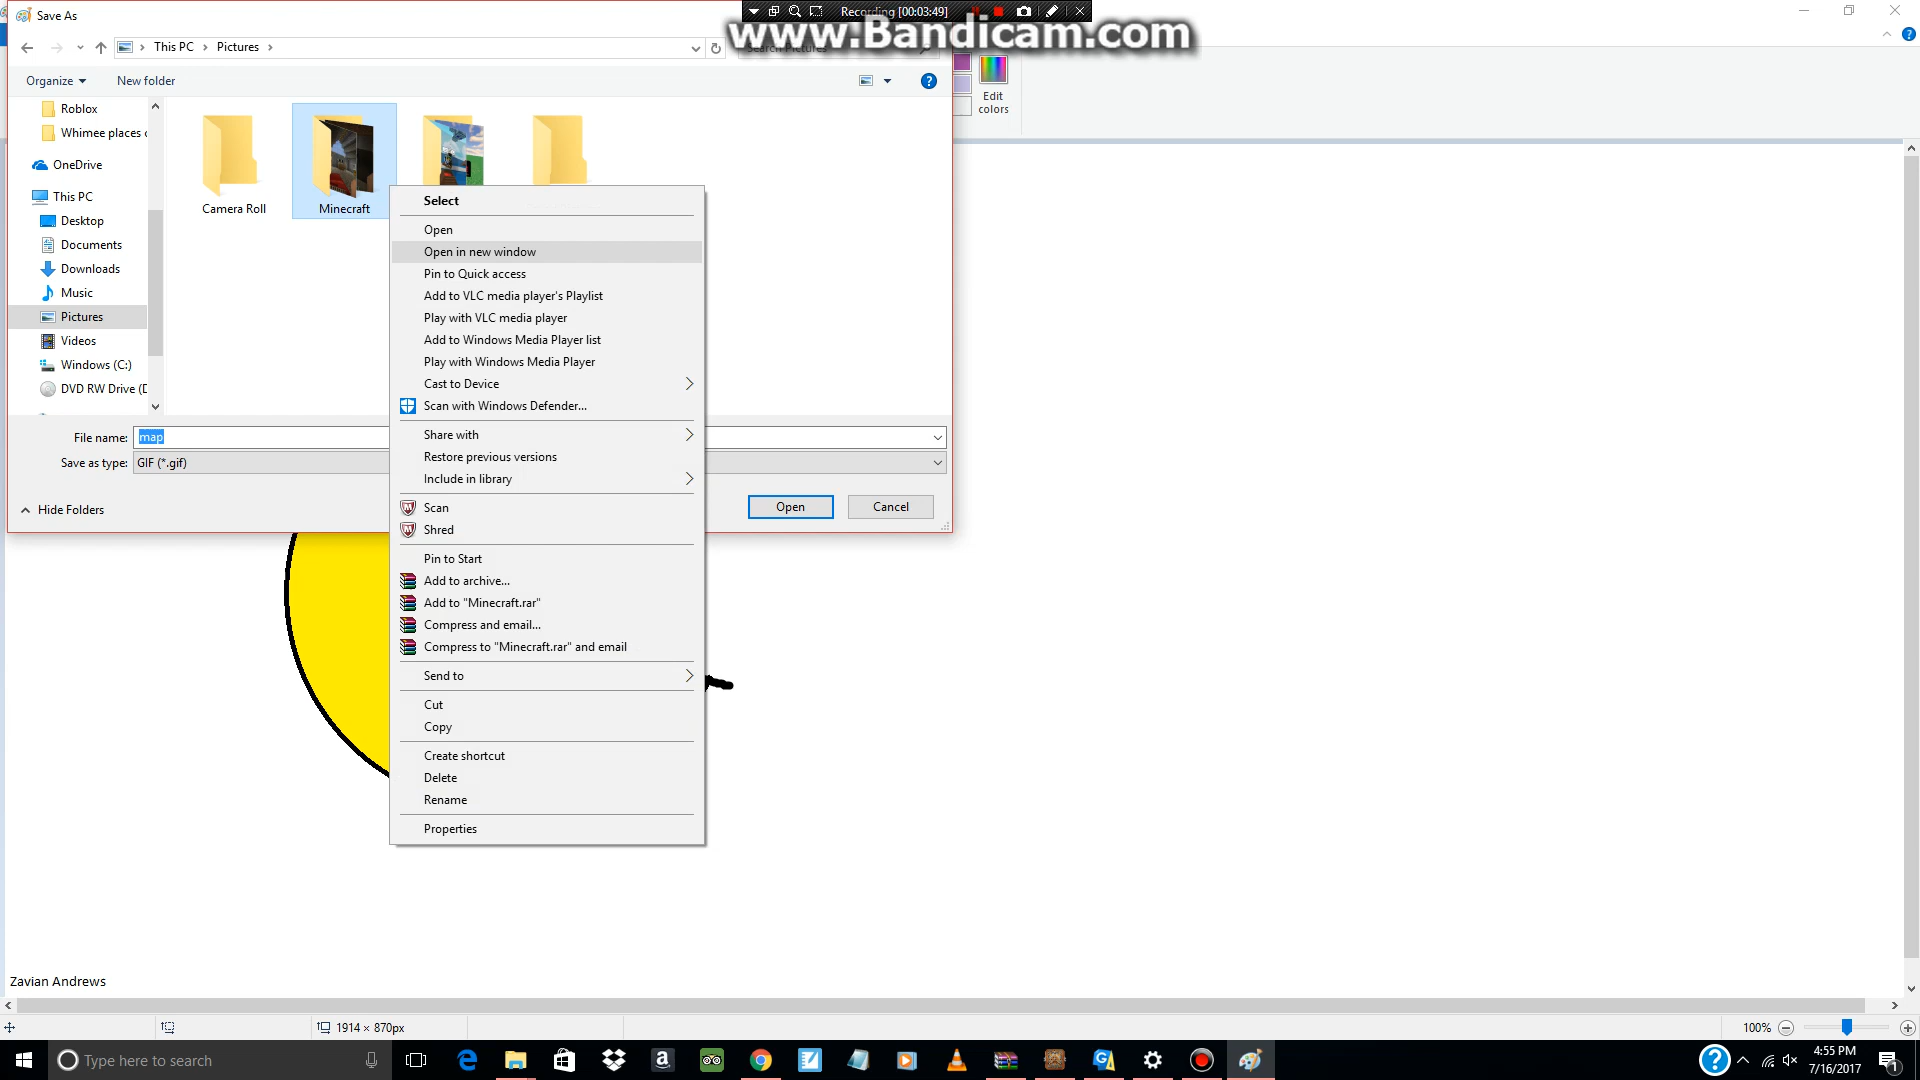 Save As
Recording [00:03:49]
www.Bandicam.com
This PC
Pictures
Search Pictures
Organize
New folder
Edit
colors
Roblox
Whimee places
OneDrive
This PC
Desktop
Documents
Downloads
Music
Pictures
Videos
Windows (C:)
DVD RW Drive (D
Camera Roll
Minecraft
Select
Open
Open in new window
Pin to Quick access
Add to VLC media player's Playlist
Play with VLC media player
Add to Windows Media Player list
Play with Windows Media Player
Cast to Device
Scan with Windows Defender...
Share with
Restore previous versions
Include in library
Scan
Shred
Pin to Start
Add to archive...
Add to "Minecraft.rar"
Compress and email...
Compress to "Minecraft.rar" and email
Send to
Cut
Copy
Create shortcut
Delete
Rename
Properties
File name: map
Save as type: GIF (*.gif)
Hide Folders
Open
Cancel
Zavian Andrews
1914 × 870px
100%
Type here to search
4:55 PM
7/16/2017